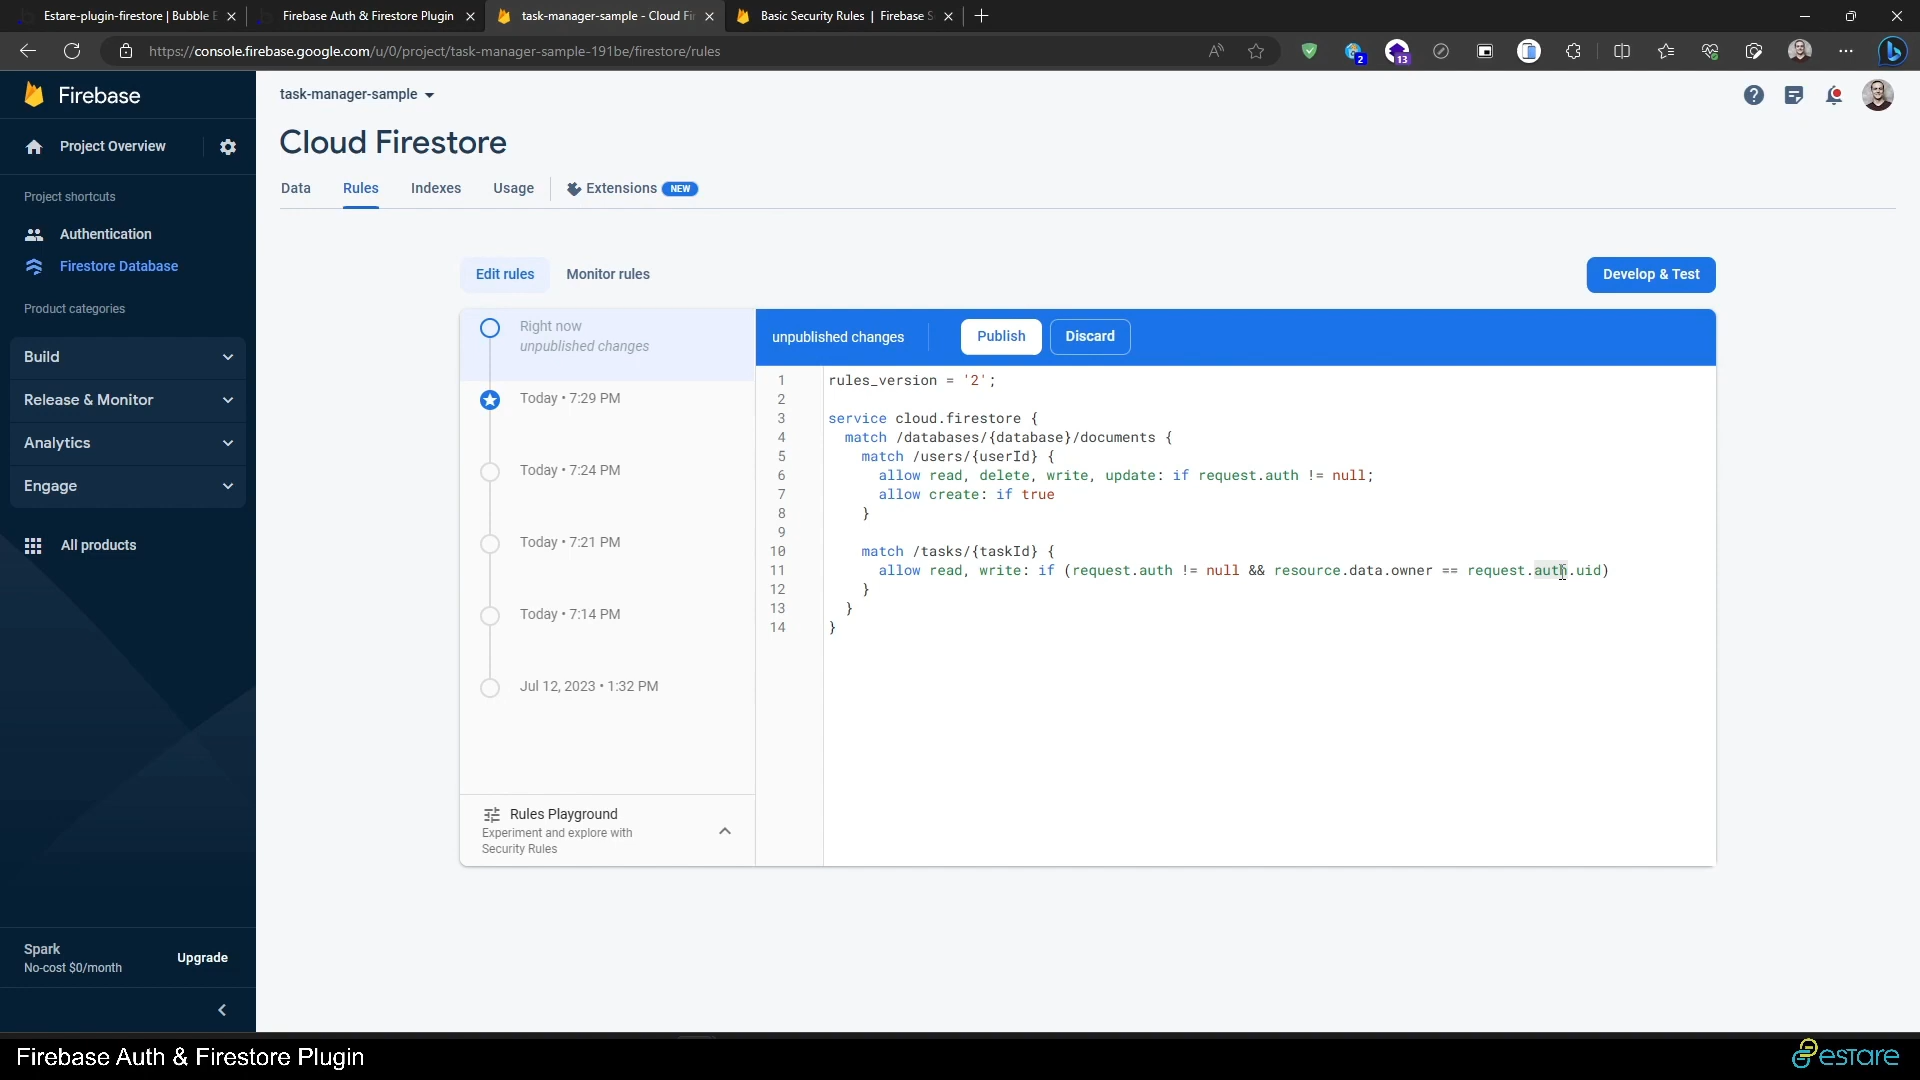 Estare-plugin-firestore | Bubble E
Firebase Auth & Firestore Plugin
task-manager-sample - Cloud Fir
Basic Security Rules | Firebase S
https://console.firebase.google.com/u/0/project/task-manager-sample-191be/firestore/rules
2
13
Firebase
Project Overview
Project shortcuts
Authentication
Firestore Database
Product categories
Build
Release & Monitor
Analytics
Engage
All products
Spark
No-cost $0/month
Upgrade
task-manager-sample
Cloud Firestore
Data
Rules
Indexes
Usage
Extensions
NEW
Edit rules
Monitor rules
Develop & Test
Right now
unpublished changes
Today • 7:29 PM
Today • 7:24 PM
Today • 7:21 PM
Today • 7:14 PM
Jul 12, 2023 • 1:32 PM
Rules Playground
Experiment and explore with
Security Rules
unpublished changes
Publish
Discard
1 rules_version = '2';
2
3 service cloud.firestore {
4 match /databases/{database}/documents {
5 match /users/{userId} {
6 allow read, delete, write, update: if request.auth != null;
7 allow create: if true
8 }
9
10 match /tasks/{taskId} {
11 allow read, write: if (request.auth != null && resource.data.owner == request.auth.uid)
12 }
13 }
14 }
Firebase Auth & Firestore Plugin
estare